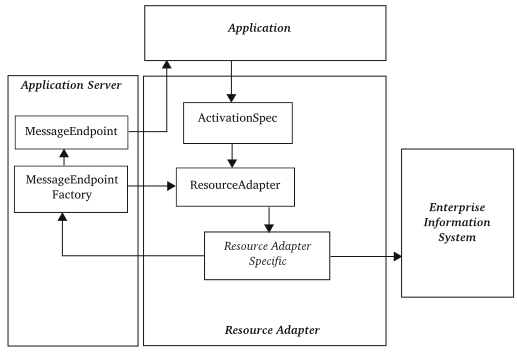 Application
Application Server
MessageEndpoint
MessageEndpoint
Factory
ActivationSpec
ResourceAdapter
Resource Adapter
Specific
Resource Adapter
Enterprise
Information
System